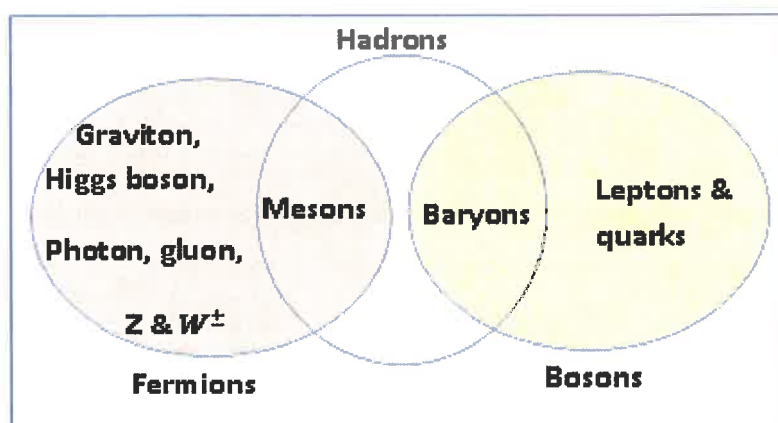 Hadrons
Graviton,
Higgs boson,
Photon, gluon,
Z & W±
Mesons
Baryons
Leptons &
quarks
Fermions
Bosons